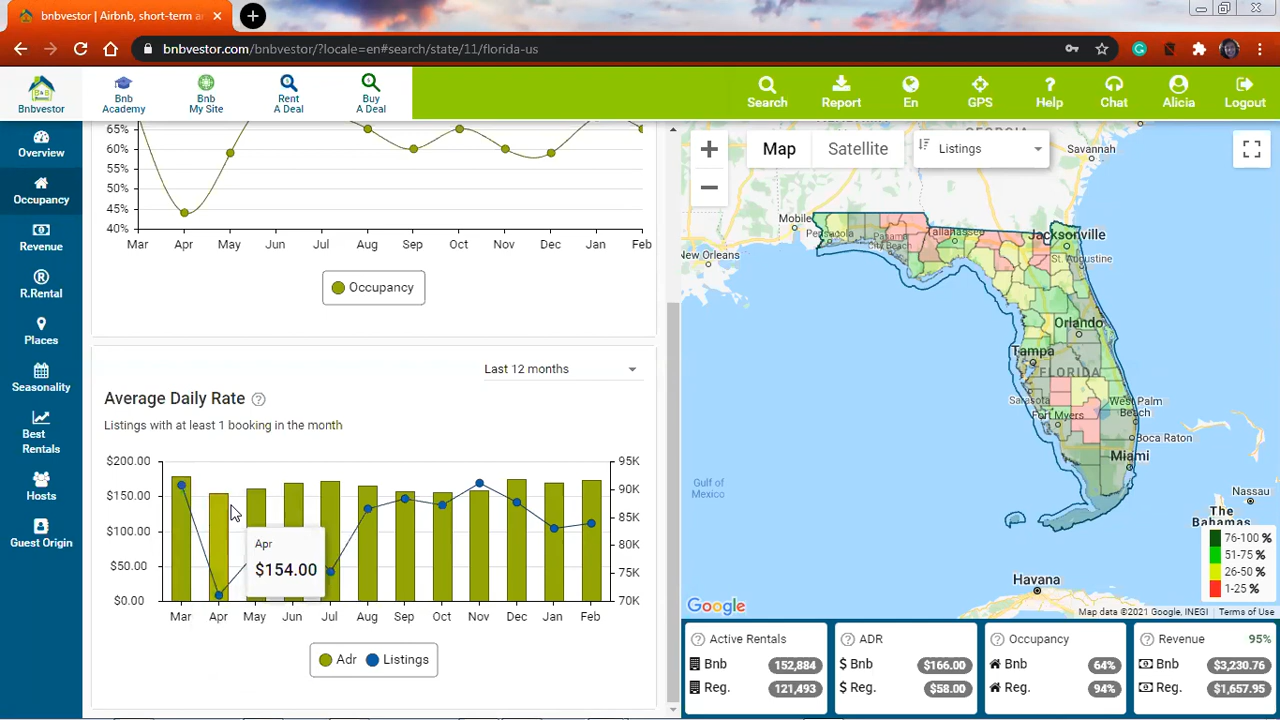 bnbvestor | Airbnb, short-term
bnbvestor.com/bnbvestor/?locale=en#search/state/11/florida-us
Bnbvestor
Bnb Academy
Bnb My Site
Rent A Deal
Buy A Deal
Search
Report
En
GPS
Help
Chat
Alicia
Logout
Overview
Occupancy
Revenue
R.Rental
Places
Seasonality
Best Rentals
Hosts
Guest Origin
65%
60%
55%
50%
45%
40%
Mar Apr May Jun Jul Aug Sep Oct Nov Dec Jan Feb
Occupancy
Last 12 months
Average Daily Rate
Listings with at least 1 booking in the month
$200.00 95K
$150.00 90K
85K
$100.00 80K
$50.00 75K
$0.00 70K
Apr
$154.00
Mar Apr May Jun Jul Aug Sep Oct Nov Dec Jan Feb
Adr Listings
+
−
Map Satellite
Listings
GEORGIA
Savannah
Mobile
Pensacola
Panama City Beach
Tallahassee
Jacksonville
New Orleans
St. Augustine
Orlando
Tampa
FLORIDA
Sarasota
Fort Myers
West Palm Beach
Boca Raton
Miami
Gulf of Mexico
Nassau
The Bahamas
Havana
76-100 %
51-75 %
26-50 %
1-25 %
Google
Map data ©2021 Google, INEGI
Terms of Use
Active Rentals
Bnb 152,884
Reg. 121,493
ADR
$ Bnb $166.00
$ Reg. $58.00
Occupancy
Bnb 64%
Reg. 94%
Revenue 95%
Bnb $3,230.76
Reg. $1,657.95